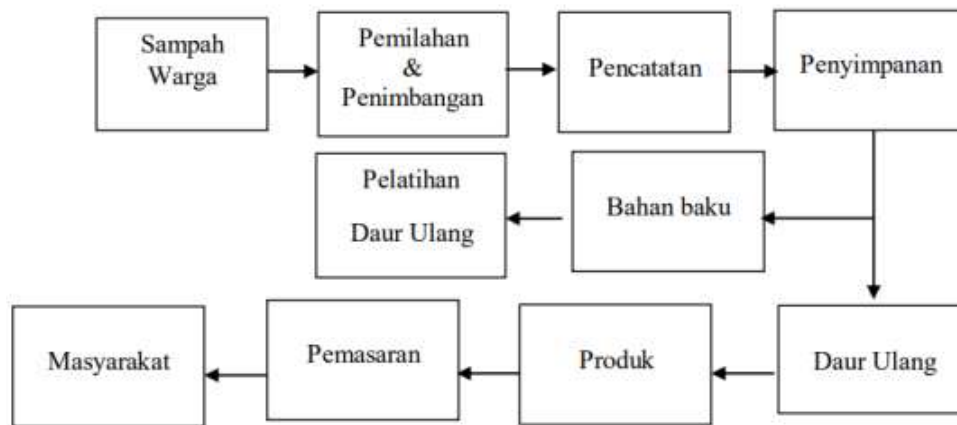 Sampah
Warga
Pemilahan
&
Penimbangan
Pencatatan
Penyimpanan
Pelatihan
Daur Ulang
Bahan baku
Masyarakat
Pemasaran
Produk
Daur Ulang